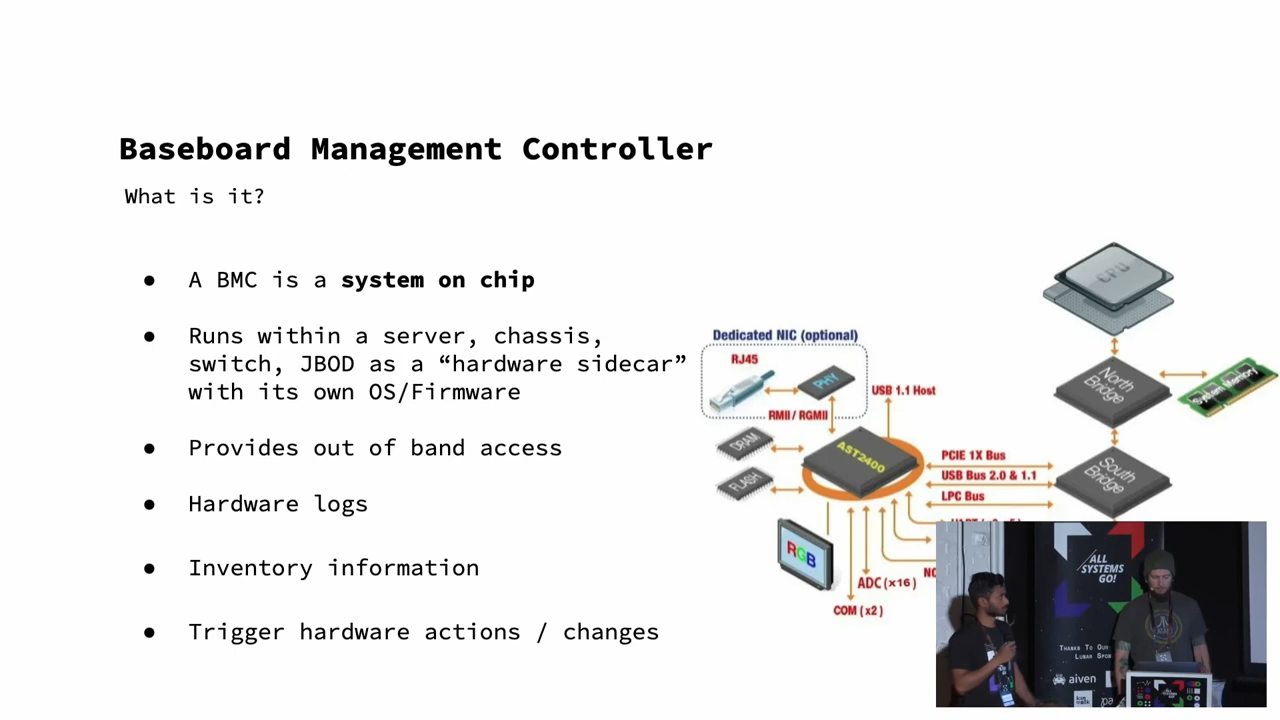 Baseboard Management Controller
What is it?
● A BMC is a system on chip
● Runs within a server, chassis,
switch, JBOD as a “hardware sidecar”
with its own OS/Firmware
● Provides out of band access
● Hardware logs
● Inventory information
● Trigger hardware actions / changes
CPU
Dedicated NIC (optional)
RJ45
PHY
RMII / RGMII
USB 1.1 Host
North
Bridge
System Memory
DRAM
FLASH
AST2400
PCIE 1X Bus
USB Bus 2.0 & 1.1
LPC Bus
South
Bridge
RGB
ADC (x16)
COM (x2)
ALL
SYSTEMS
GO!
THANKS TO OUR
LUNAR
aiven